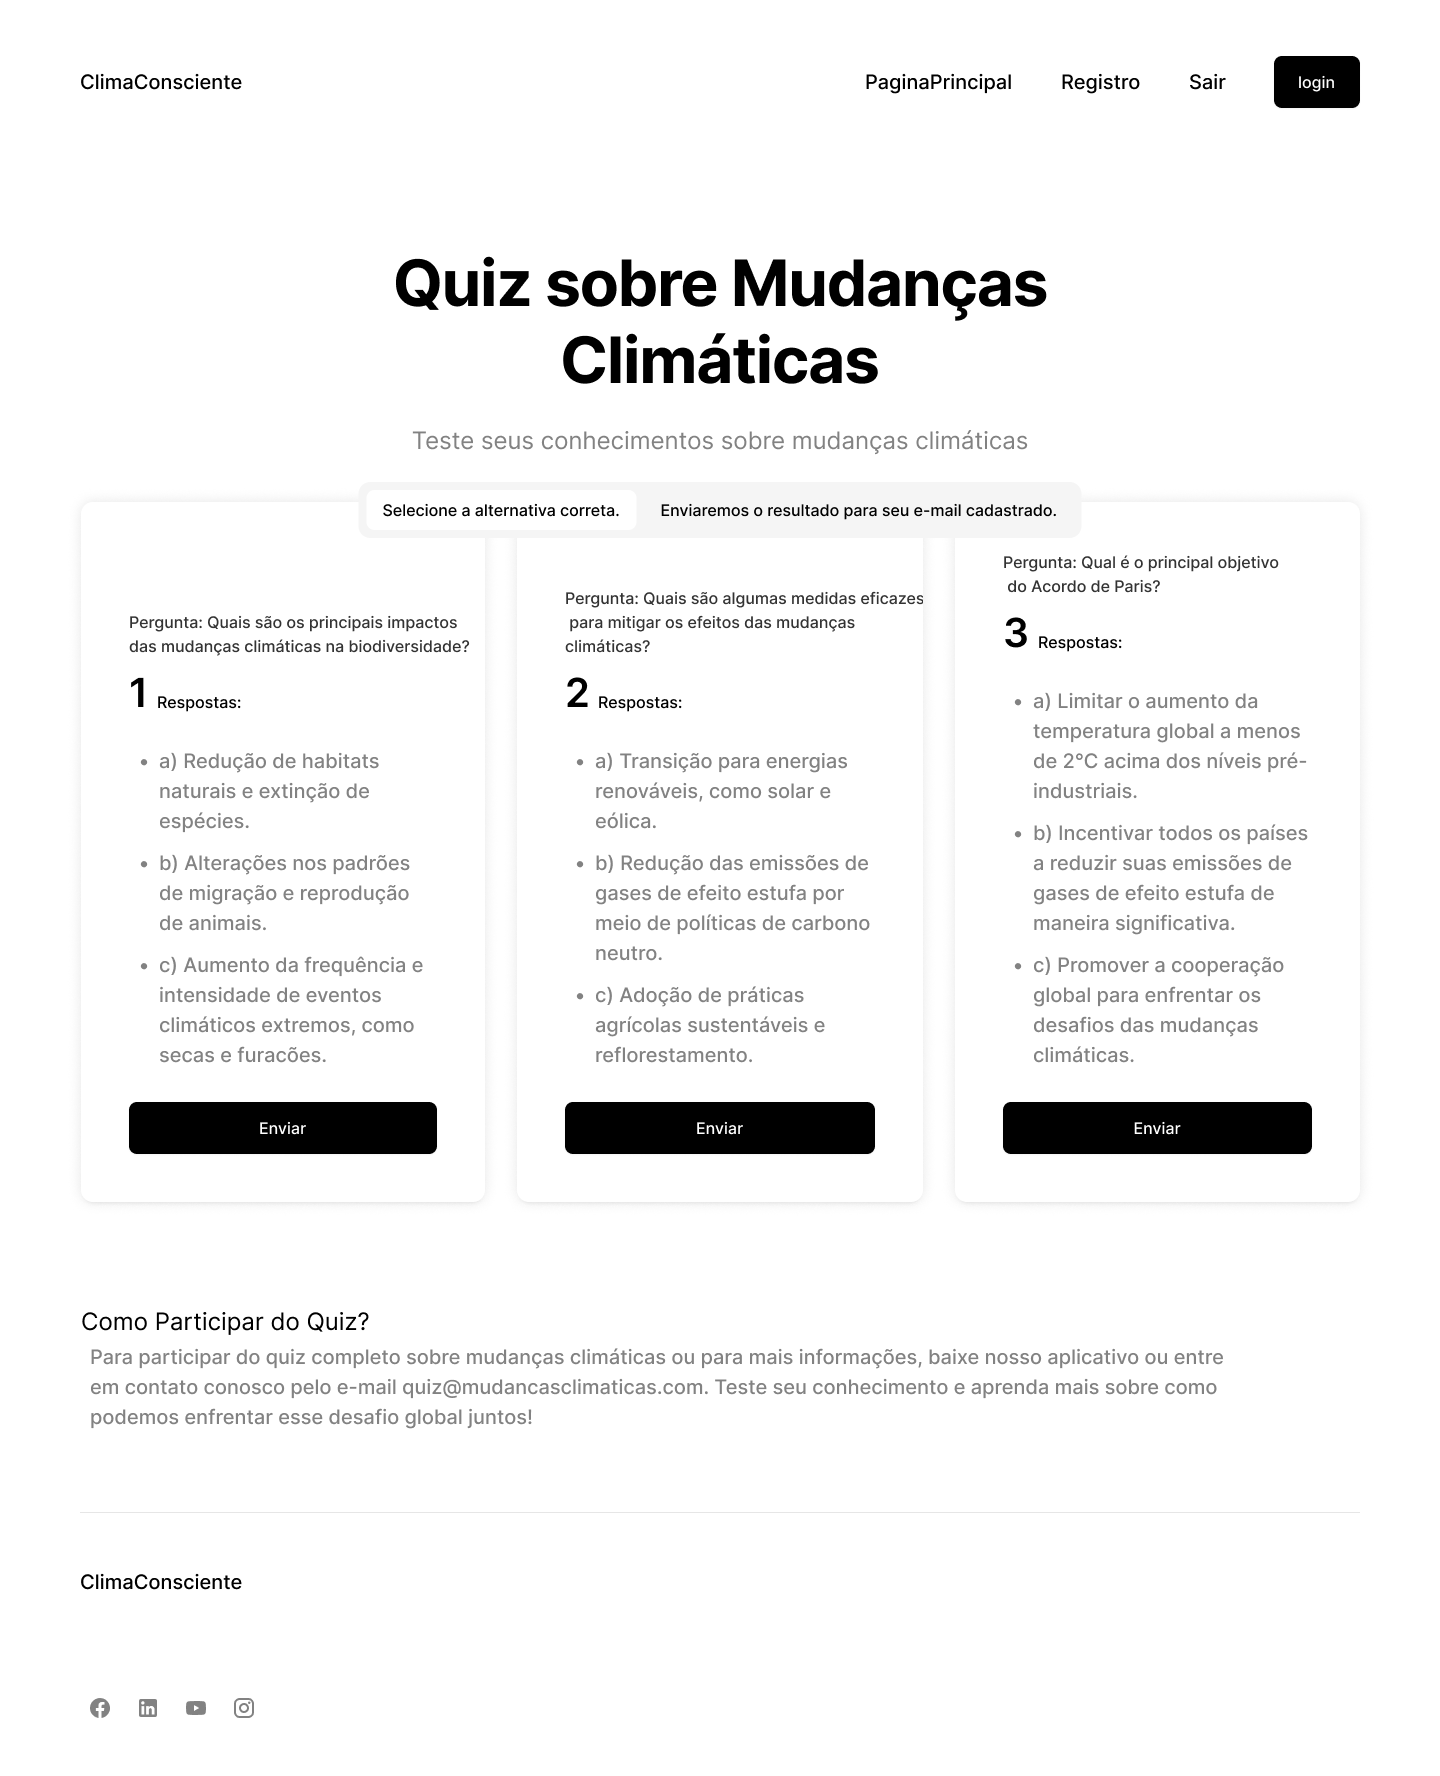 ClimaConsciente
PaginaPrincipal
Registro
Sair
login
Quiz sobre Mudanças
Climáticas
Teste seus conhecimentos sobre mudanças climáticas
Selecione a alternativa correta.
Enviaremos o resultado para seu e-mail cadastrado.
Pergunta: Quais são os principais impactos
das mudanças climáticas na biodiversidade?
1 Respostas:
• a) Redução de habitats
naturais e extinção de
espécies.
• b) Alterações nos padrões
de migração e reprodução
de animais.
• c) Aumento da frequência e
intensidade de eventos
climáticos extremos, como
secas e furacões.
Enviar
Pergunta: Quais são algumas medidas eficazes
para mitigar os efeitos das mudanças
climáticas?
2 Respostas:
• a) Transição para energias
renováveis, como solar e
eólica.
• b) Redução das emissões de
gases de efeito estufa por
meio de políticas de carbono
neutro.
• c) Adoção de práticas
agrícolas sustentáveis e
reflorestamento.
Enviar
Pergunta: Qual é o principal objetivo
do Acordo de Paris?
3 Respostas:
• a) Limitar o aumento da
temperatura global a menos
de 2°C acima dos níveis pré-
industriais.
• b) Incentivar todos os países
a reduzir suas emissões de
gases de efeito estufa de
maneira significativa.
• c) Promover a cooperação
global para enfrentar os
desafios das mudanças
climáticas.
Enviar
Como Participar do Quiz?
Para participar do quiz completo sobre mudanças climáticas ou para mais informações, baixe nosso aplicativo ou entre
em contato conosco pelo e-mail quiz@mudancasclimaticas.com. Teste seu conhecimento e aprenda mais sobre como
podemos enfrentar esse desafio global juntos!
ClimaConsciente